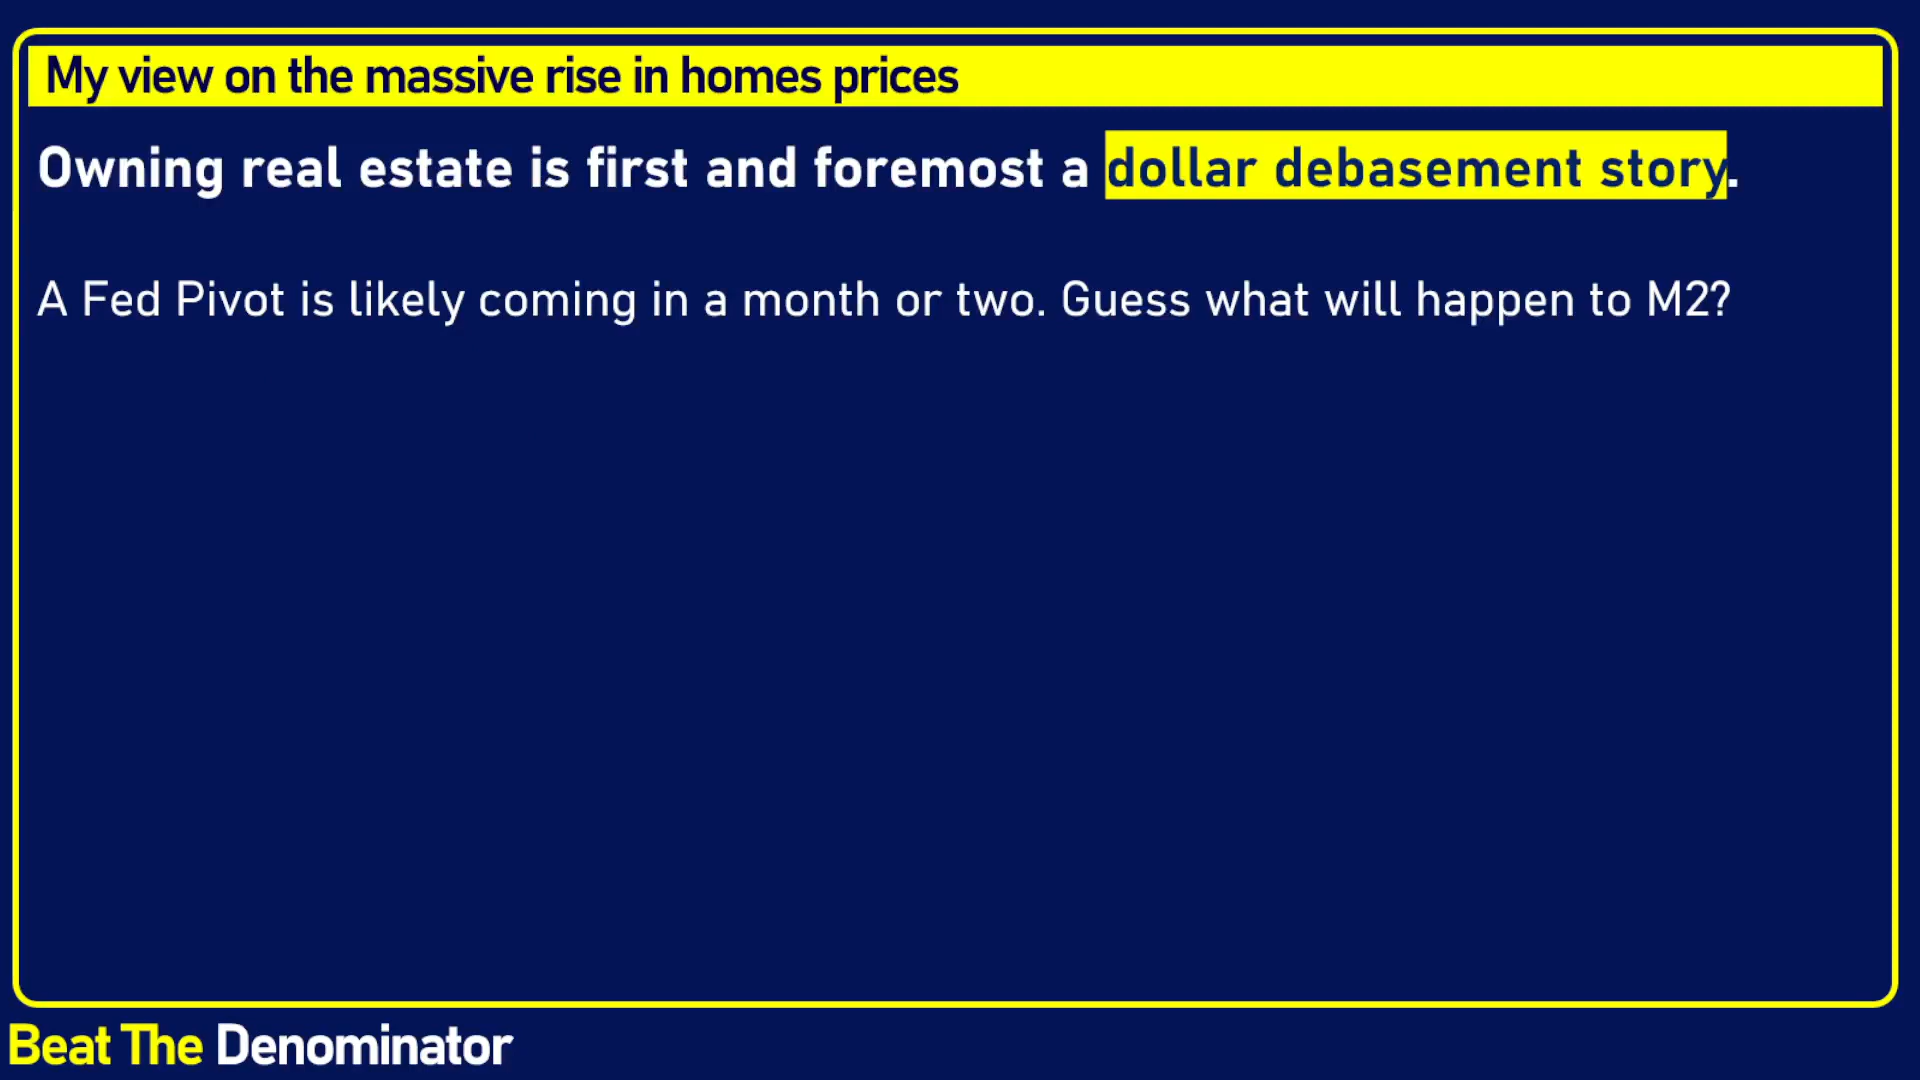 My view on the massive rise in homes prices
Owning real estate is first and foremost a dollar debasement story.
A Fed Pivot is likely coming in a month or two. Guess what will happen to M2?
Beat The Denominator